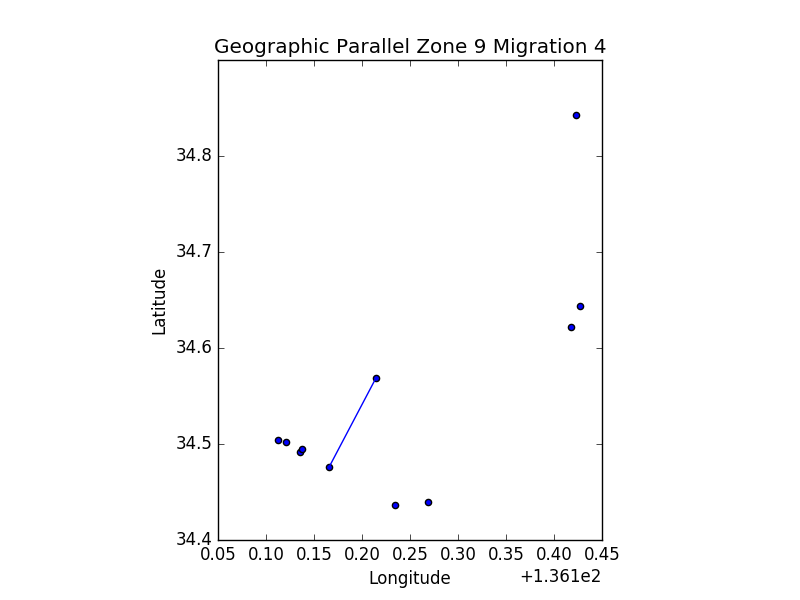 Geographic Parallel Zone 9 Migration 4
34.8
34.7
34.6
34.5
34.4
Latitude
0.05 0.10 0.15 0.20 0.25 0.30 0.35 0.40 0.45
+1.361e2
Longitude